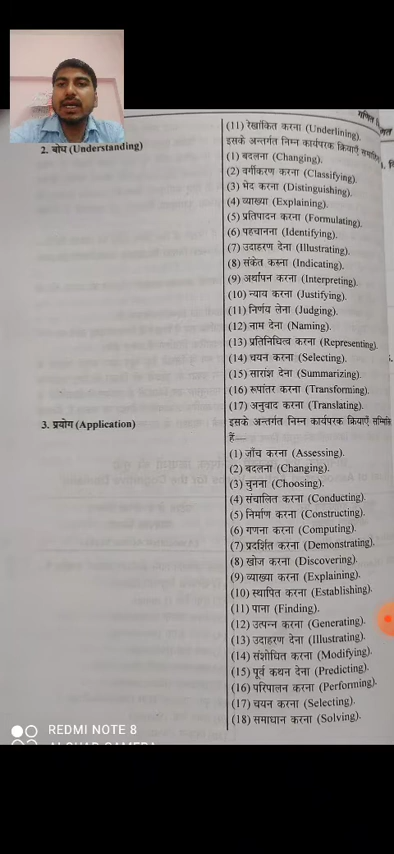 गणित
(11) रेखांकित करना (Underlining).
2. बोध (Understanding)
इसके अन्तर्गत निम्न कार्यपरक क्रियाएँ
(1) बदलना (Changing).
(2) वर्गीकरण करना (Classifying).
(3) भेद करना (Distinguishing).
(4) व्याख्या (Explaining).
(5) प्रतिपादन करना (Formulating).
(6) पहचानना (Identifying).
(7) उदाहरण देना (Illustrating).
(8) संकेत करना (Indicating).
(9) अर्थापन करना (Interpreting).
(10) न्याय करना (Justifying).
(11) निर्णय लेना (Judging).
(12) नाम देना (Naming).
(13) प्रतिनिधित्व करना (Representing).
(14) चयन करना (Selecting).
(15) सारांश देना (Summarizing).
(16) रूपांतर करना (Transforming).
(17) अनुवाद करना (Translating).
3. प्रयोग (Application)
इसके अन्तर्गत निम्न कार्यपरक क्रियाएँ
हैं—
(1) जाँच करना (Assessing).
(2) बदलना (Changing).
(3) चुनना (Choosing).
(4) संचालित करना (Conducting).
(5) निर्माण करना (Constructing).
(6) गणना करना (Computing).
(7) प्रदर्शित करना (Demonstrating).
(8) खोज करना (Discovering).
(9) व्याख्या करना (Explaining).
(10) स्थापित करना (Establishing).
(11) पाना (Finding).
(12) उत्पन्न करना (Generating).
(13) उदाहरण देना (Illustrating).
(14) संशोधित करना (Modifying).
(15) पूर्व कथन देना (Predicting).
(16) परिपालन करना (Performing).
(17) चयन करना (Selecting).
(18) समाधान करना (Solving).
REDMI NOTE 8